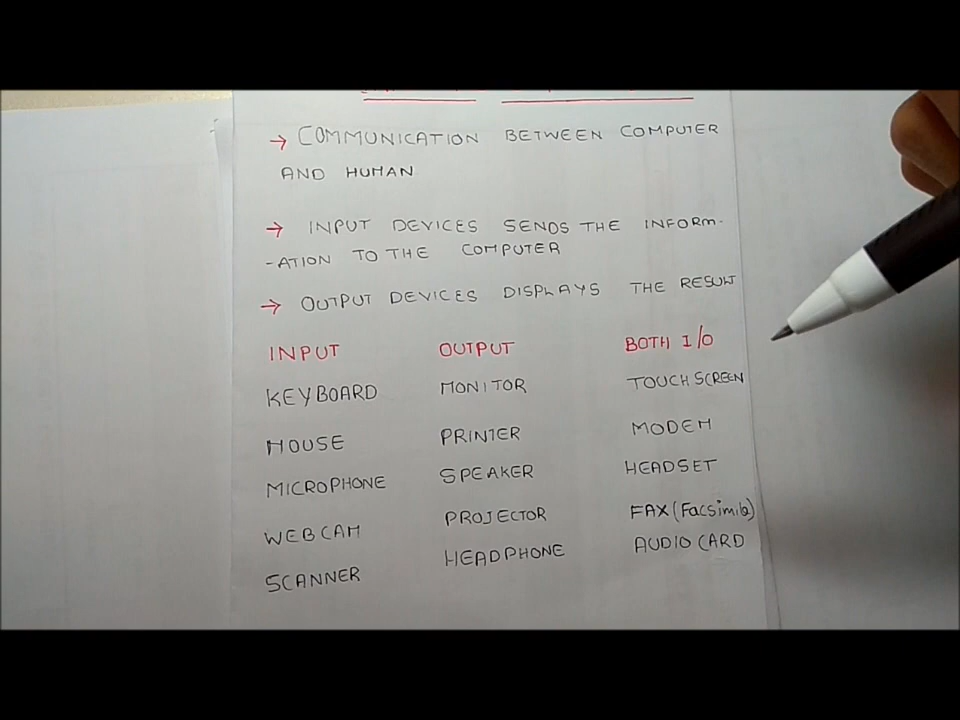 → COMMUNICATION BETWEEN COMPUTER
AND HUMAN
→ INPUT DEVICES SENDS THE INFORM-
-ATION TO THE COMPUTER
→ OUTPUT DEVICES DISPLAYS THE RESULT
INPUT OUTPUT BOTH I/O
KEYBOARD MONITOR TOUCH SCREEN
MOUSE PRINTER MODEM
MICROPHONE SPEAKER HEADSET
WEBCAM PROJECTOR FAX (Facsimile)
SCANNER HEADPHONE AUDIO CARD